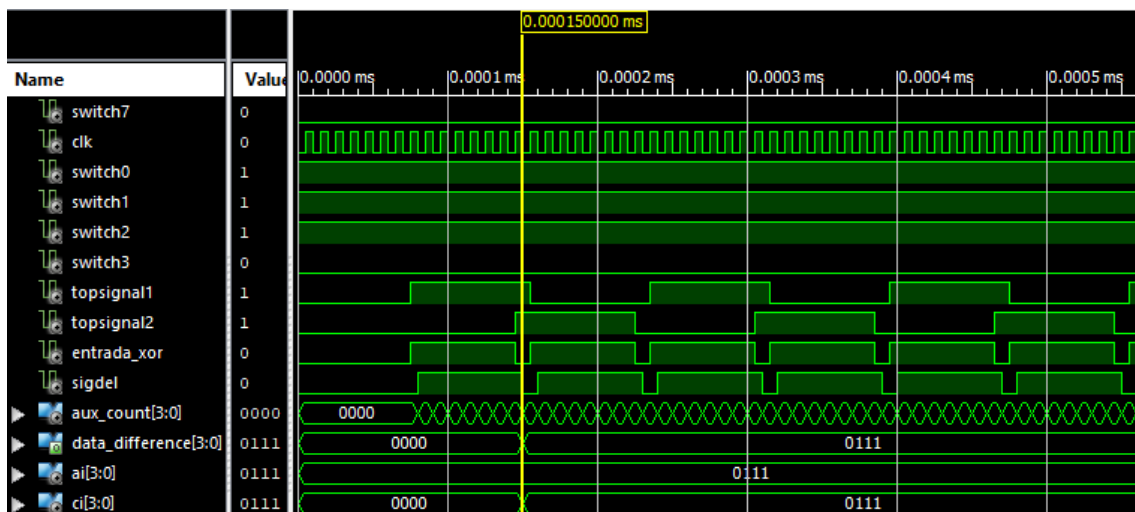 0.000150000 ms
Name Value 0.0000 ms 0.0001 ms 0.0002 ms 0.0003 ms 0.0004 ms 0.0005 ms
switch7 0
clk 0
switch0 1
switch1 1
switch2 1
switch3 0
topsignal1 1
topsignal2 1
entrada_xor 0
sigdel 0
aux_count[3:0] 0000 0000
data_difference[3:0] 0111 0000 0111
ai[3:0] 0111 0111
ci[3:0] 0111 0000 0111